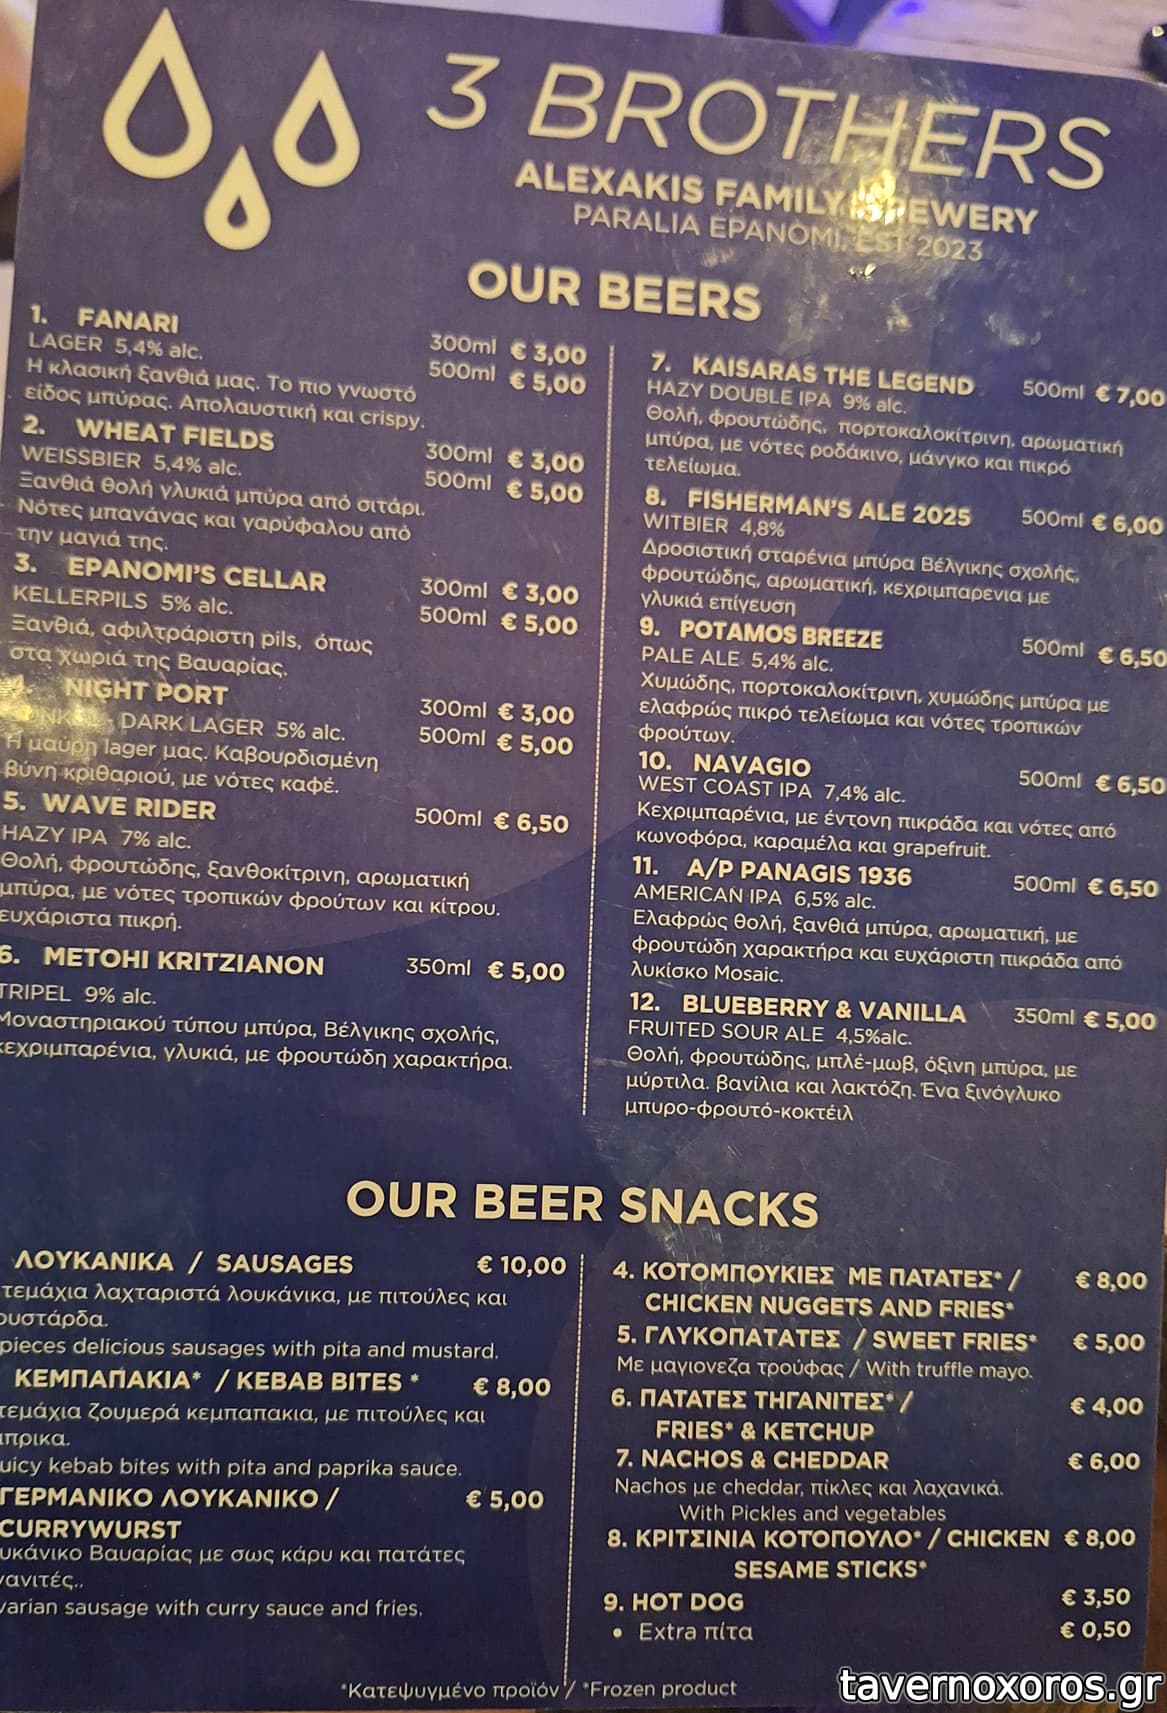 3 BROTHERS
ALEXAKIS FAMILY BREWERY
PARALIA EPANOMI, EST 2023
OUR BEERS
1. FANARI
LAGER 5,4% alc.
300ml € 3,00
500ml € 5,00
Η κλασική ξανθιά μας. Το πιο γνωστό
είδος μπύρας. Απολαυστική και crispy.
2. WHEAT FIELDS
WEISSBIER 5,4% alc.
300ml € 3,00
500ml € 5,00
Ξανθιά θολή γλυκιά μπύρα από σιτάρι.
Νότες μπανάνας και γαρύφαλου από
την μαγιά της.
3. EPANOMI'S CELLAR
KELLERPILS 5% alc.
300ml € 3,00
500ml € 5,00
Ξανθιά, αφιλτράριστη pils, όπως
στα χωριά της Βαυαρίας.
NIGHT PORT
DARK LAGER 5% alc.
300ml € 3,00
500ml € 5,00
Η μαύρη lager μας. Καβουρδισμένη
βύνη κριθαριού, με νότες καφέ.
5. WAVE RIDER
500ml € 6,50
HAZY IPA 7% alc.
Θολή, φρουτώδης, ξανθοκίτρινη, αρωματική
μπύρα, με νότες τροπικών φρούτων και κίτρου.
ευχάριστα πικρή.
6. METOHI KRITZIANON
350ml € 5,00
TRIPEL 9% alc.
Μοναστηριακού τύπου μπύρα, Βέλγικης σχολής,
κεχριμπαρένια, γλυκιά, με φρουτώδη χαρακτήρα.
7. KAISARAS THE LEGEND
500ml € 7,00
HAZY DOUBLE IPA 9% alc.
Θολή, φρουτώδης, πορτοκαλοκίτρινη, αρωματική
μπύρα, με νότες ροδάκινο, μάνγκο και πικρό
τελείωμα.
8. FISHERMAN'S ALE 2025
500ml € 6,00
WITBIER 4,8%
Δροσιστική σταρένια μπύρα Βέλγικης σχολής,
φρουτώδης, αρωματική, κεχριμπαρενια με
γλυκιά επίγευση
9. POTAMOS BREEZE
500ml € 6,50
PALE ALE 5,4% alc.
Χυμώδης, πορτοκαλοκίτρινη, χυμώδης μπύρα με
ελαφρώς πικρό τελείωμα και νότες τροπικών
φρούτων.
10. NAVAGIO
500ml € 6,50
WEST COAST IPA 7,4% alc.
Κεχριμπαρένια, με έντονη πικράδα και νότες από
κωνοφόρα, καραμέλα και grapefruit.
11. A/P PANAGIS 1936
500ml € 6,50
AMERICAN IPA 6,5% alc.
Ελαφρώς θολή, ξανθιά μπύρα, αρωματική, με
φρουτώδη χαρακτήρα και ευχάριστη πικράδα από
λυκίσκο Mosaic.
12. BLUEBERRY & VANILLA
350ml € 5,00
FRUITED SOUR ALE 4,5%alc.
Θολή, φρουτώδης, μπλέ-μωβ, όξινη μπύρα, με
μύρτιλα. βανίλια και λακτόζη. Ένα ξινόγλυκο
μπυρο-φρουτό-κοκτέιλ
OUR BEER SNACKS
ΛΟΥΚΑΝΙΚΑ / SAUSAGES € 10,00
τεμάχια λαχταριστά λουκάνικα, με πιτούλες και
ουστάρδα.
pieces delicious sausages with pita and mustard.
ΚΕΜΠΑΠΑΚΙΑ* / KEBAB BITES * € 8,00
τεμάχια ζουμερά κεμπαπακια, με πιτούλες και
πρικα.
uicy kebab bites with pita and paprika sauce.
ΓΕΡΜΑΝΙΚΟ ΛΟΥΚΑΝΙΚΟ / € 5,00
CURRYWURST
υκάνικο Βαυαρίας με σως κάρυ και πατάτες
γανιτές..
varian sausage with curry sauce and fries.
4. ΚΟΤΟΜΠΟΥΚΙΕΣ ΜΕ ΠΑΤΑΤΕΣ* / € 8,00
CHICKEN NUGGETS AND FRIES*
5. ΓΛΥΚΟΠΑΤΑΤΕΣ / SWEET FRIES* € 5,00
Με μαγιονεζα τρούφας / With truffle mayo.
6. ΠΑΤΑΤΕΣ ΤΗΓΑΝΙΤΕΣ* / € 4,00
FRIES* & KETCHUP
7. NACHOS & CHEDDAR € 6,00
Nachos με cheddar, πίκλες και λαχανικά.
With Pickles and vegetables
8. ΚΡΙΤΣΙΝΙΑ ΚΟΤΟΠΟΥΛΟ* / CHICKEN € 8,00
SESAME STICKS*
9. HOT DOG € 3,50
• Extra πίτα € 0,50
*Κατεψυγμένο προϊόν / *Frozen product
tavernoxoros.gr